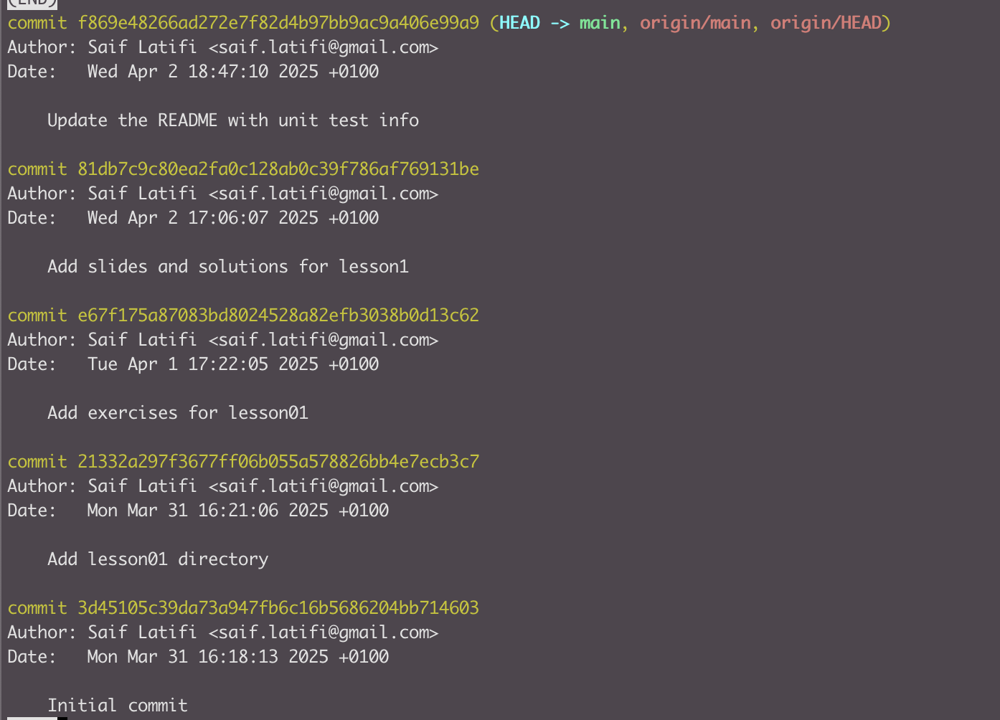 (END)
commit f869e48266ad272e7f82d4b97bb9ac9a406e99a9 (HEAD -> main, origin/main, origin/HEAD)
Author: Saif Latifi <saif.latifi@gmail.com>
Date:   Wed Apr 2 18:47:10 2025 +0100
    Update the README with unit test info
commit 81db7c9c80ea2fa0c128ab0c39f786af769131be
Author: Saif Latifi <saif.latifi@gmail.com>
Date:   Wed Apr 2 17:06:07 2025 +0100
    Add slides and solutions for lesson1
commit e67f175a87083bd8024528a82efb3038b0d13c62
Author: Saif Latifi <saif.latifi@gmail.com>
Date:   Tue Apr 1 17:22:05 2025 +0100
    Add exercises for lesson01
commit 21332a297f3677ff06b055a578826bb4e7ecb3c7
Author: Saif Latifi <saif.latifi@gmail.com>
Date:   Mon Mar 31 16:21:06 2025 +0100
    Add lesson01 directory
commit 3d45105c39da73a947fb6c16b5686204bb714603
Author: Saif Latifi <saif.latifi@gmail.com>
Date:   Mon Mar 31 16:18:13 2025 +0100
    Initial commit